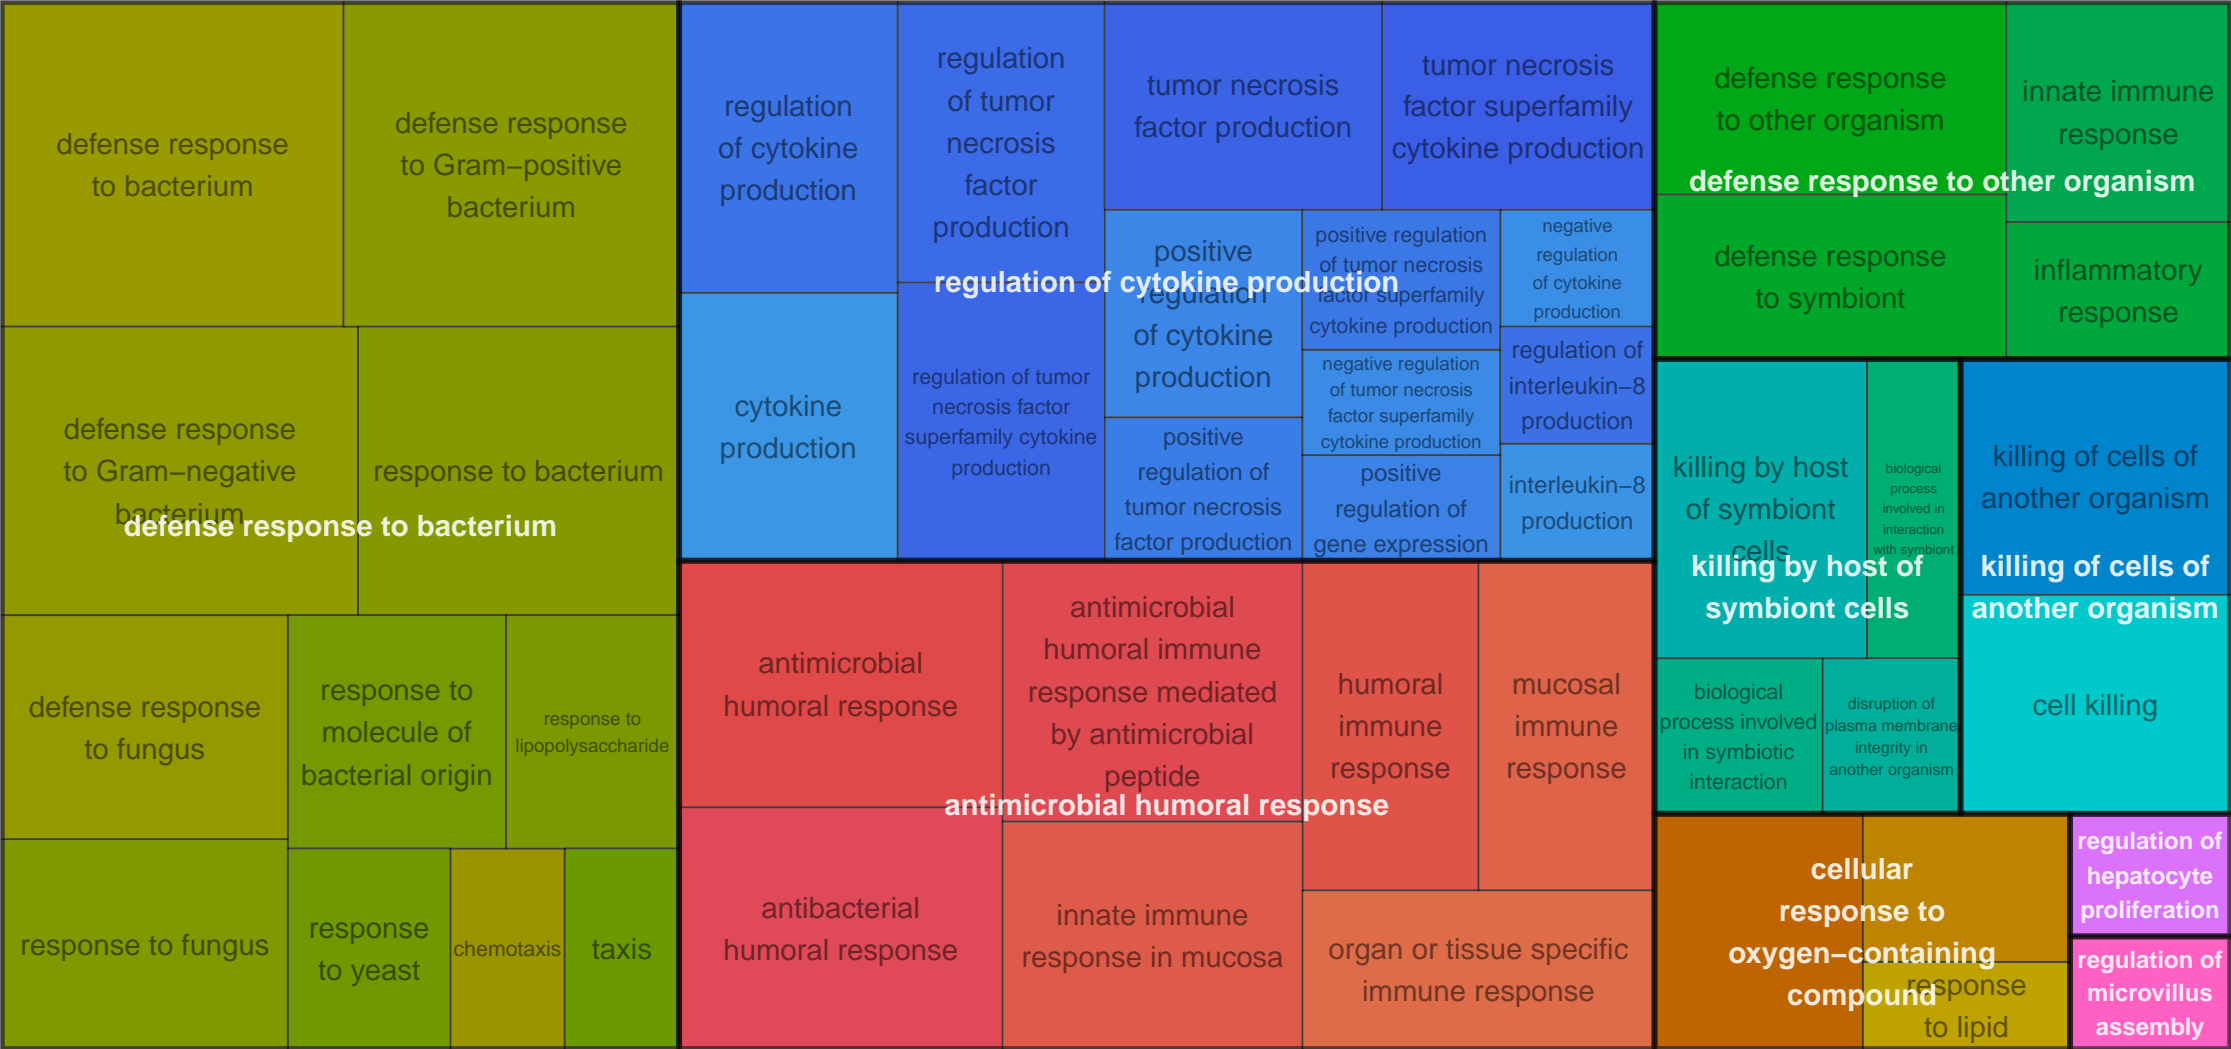 defense response
to bacterium
defense response
to Gram−positive
bacterium
defense response
to Gram−negative
bacterium
response to bacterium
defense response to bacterium
defense response
to fungus
response to
molecule of
bacterial origin
response to
lipopolysaccharide
response to fungus
response
to yeast
chemotaxis
taxis
regulation
of cytokine
production
regulation
of tumor
necrosis
factor
production
tumor necrosis
factor production
tumor necrosis
factor superfamily
cytokine production
cytokine
production
regulation of tumor
necrosis factor
superfamily cytokine
production
positive
regulation
of cytokine
production
positive regulation
of tumor necrosis
factor superfamily
cytokine production
negative
regulation
of cytokine
production
regulation of cytokine production
negative regulation
of tumor necrosis
factor superfamily
cytokine production
regulation of
interleukin−8
production
positive
regulation of
tumor necrosis
factor production
positive
regulation of
gene expression
interleukin−8
production
antimicrobial
humoral response
antimicrobial
humoral immune
response mediated
by antimicrobial
peptide
humoral
immune
response
mucosal
immune
response
antimicrobial humoral response
antibacterial
humoral response
innate immune
response in mucosa
organ or tissue specific
immune response
defense response
to other organism
innate immune
response
defense response to other organism
defense response
to symbiont
inflammatory
response
killing by host
of symbiont
cells
biological
process
involved in
interaction
with symbiont
killing by host of
symbiont cells
biological
process involved
in symbiotic
interaction
disruption of
plasma membrane
integrity in
another organism
killing of cells of
another organism
killing of cells of
another organism
cell killing
cellular
response to
oxygen−containing
compound
response
to lipid
regulation of
hepatocyte
proliferation
regulation of
microvillus
assembly